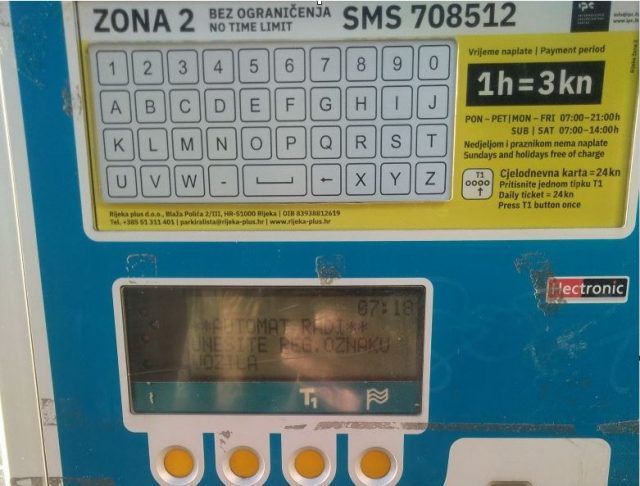 ZONA 2 BEZ OGRANIČENJA SMS 708512
NO TIME LIMIT
1 2 3 4 5 6 7 8 9 0
A B C D E F G H I J
K L M N O P Q R S T
U V W - ← X Y Z
Vrijeme naplate | Payment period
1h=3kn
PON - PET | MON - FRI 07:00-21:00h
SUB | SAT 07:00-14:00h
Nedjeljom i praznikom nema naplate
Sundays and holidays free of charge
T1
Cjelodnevna karta = 24kn
Pritisnite jednom tipku T1
Daily ticket = 24kn
Press T1 button once
Rijeka plus d.o.o., Blaža Polića 2/III, HR-51000 Rijeka | OIB 83938812619
Tel. +385 51 311 401 | parkiralista@rijeka-plus.hr | www.rijeka-plus.hr
Hectronic
07:18
**AUTOMAT RADI**
UNESITE REG.OZNAKU
VOZILA
T1